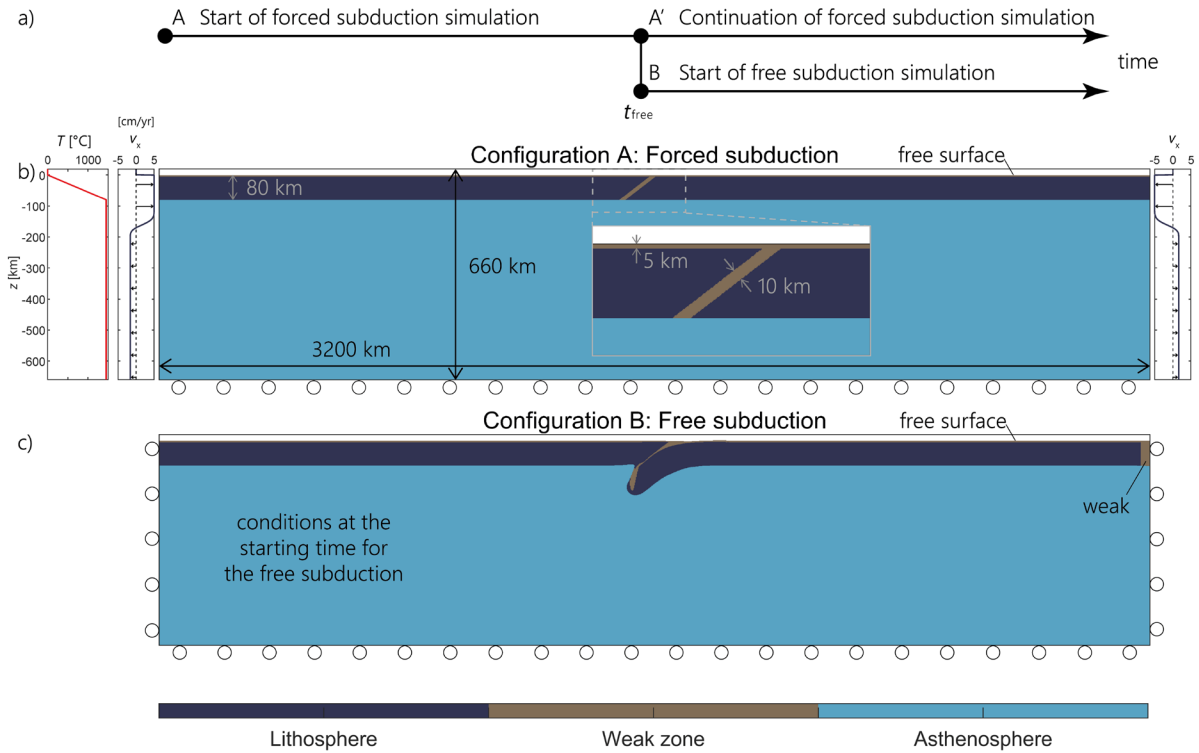 a)
A Start of forced subduction simulation
A’ Continuation of forced subduction simulation
time
B Start of free subduction simulation
tfree
b)
T [°C]
0 1000
[cm/yr]
vx
-5 0 5
Configuration A: Forced subduction
free surface
vx
-5 0 5
z [km]
0
-100
-200
-300
-400
-500
-600
80 km
660 km
5 km
10 km
3200 km
c)
Configuration B: Free subduction
free surface
weak
conditions at the
starting time for
the free subduction
Lithosphere
Weak zone
Asthenosphere